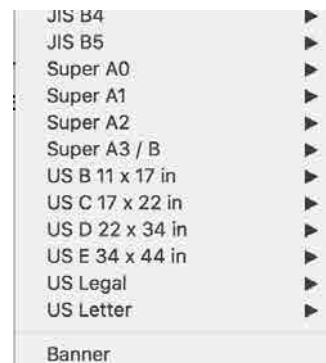 JIS B4
JIS B5
Super A0
Super A1
Super A2
Super A3 / B
US B 11 x 17 in
US C 17 x 22 in
US D 22 x 34 in
US E 34 x 44 in
US Legal
US Letter
Banner